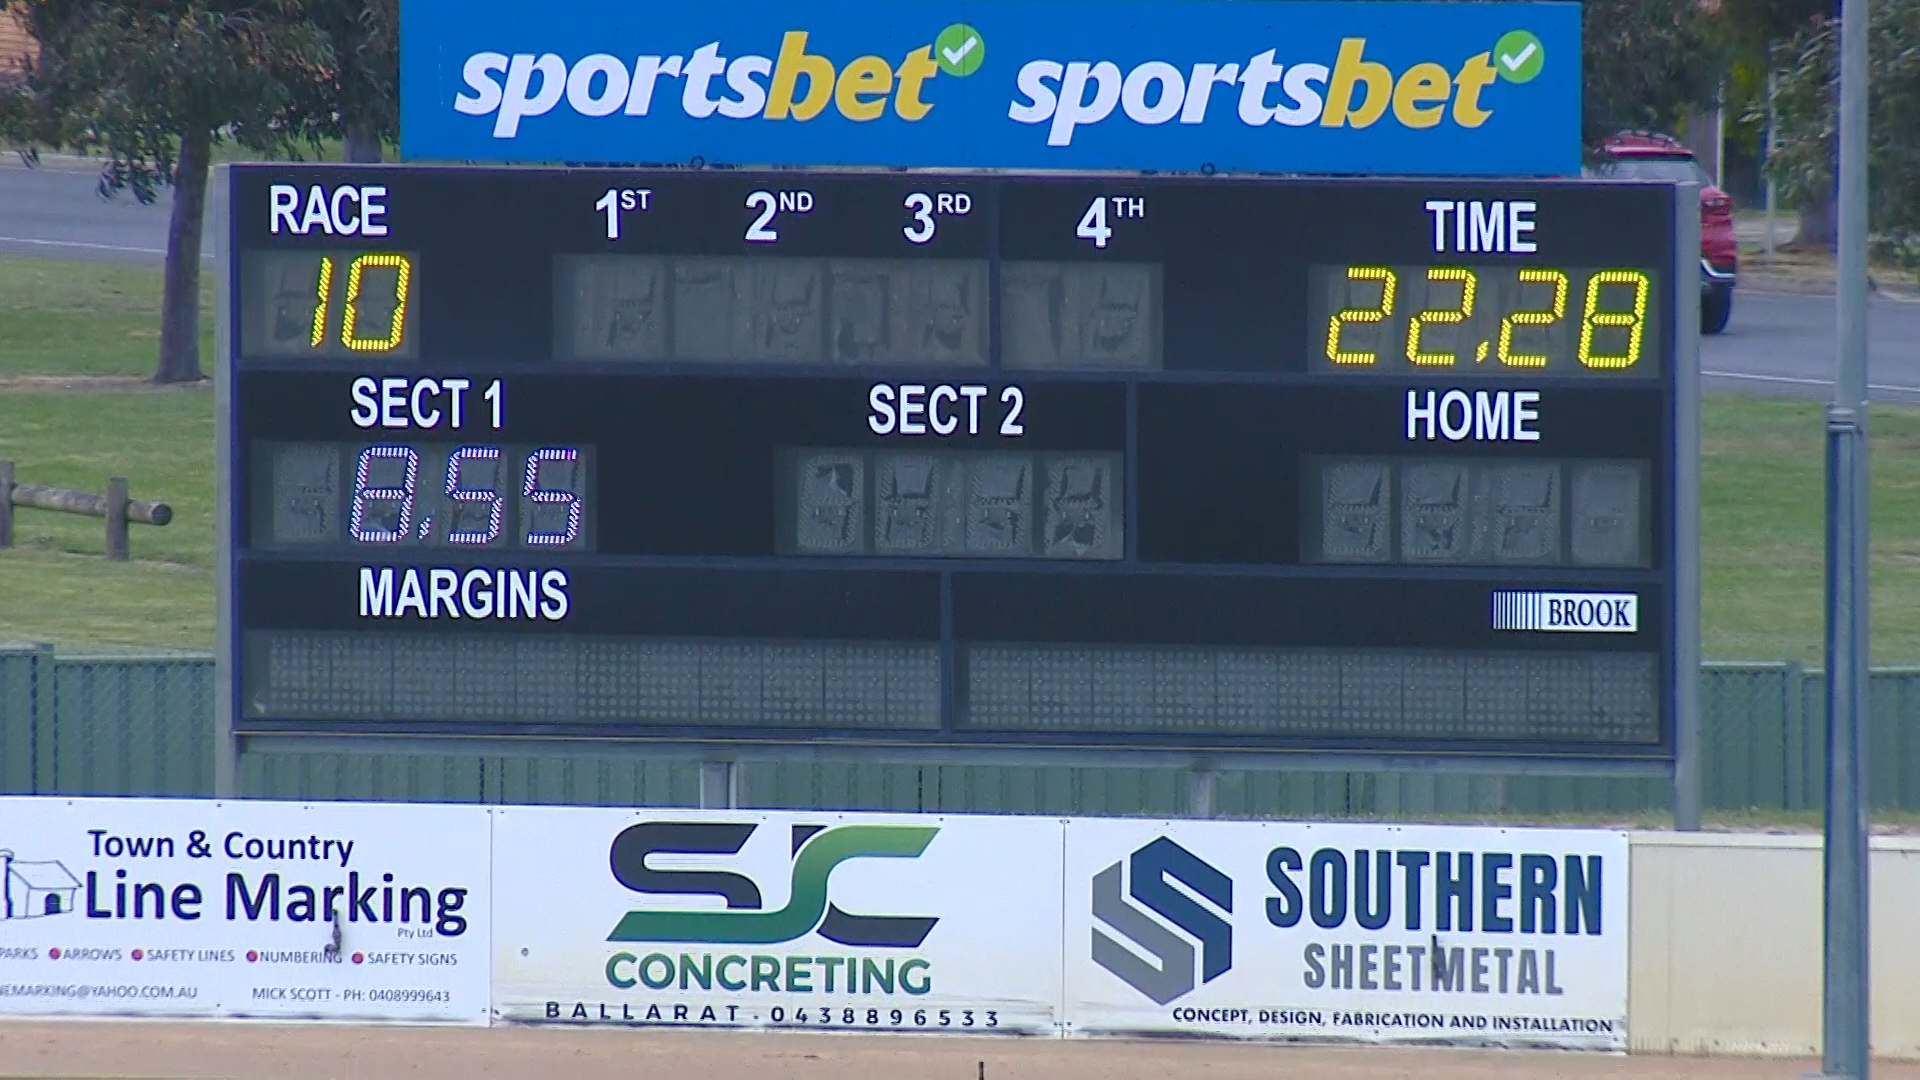 sportsbet sportsbet
RACE 1ST 2ND 3RD 4TH TIME
10 22.28
SECT 1 SECT 2 HOME
8.55
MARGINS
BROOK
Town & Country
Line Marking
Pty Ltd
PARKS ARROWS SAFETY LINES NUMBERING SAFETY SIGNS
NEMARKING@YAHOO.COM.AU MICK SCOTT - PH: 0408999643
SJC
CONCRETING
BALLARAT - 0438896533
SOUTHERN
SHEETMETAL
CONCEPT, DESIGN, FABRICATION AND INSTALLATION